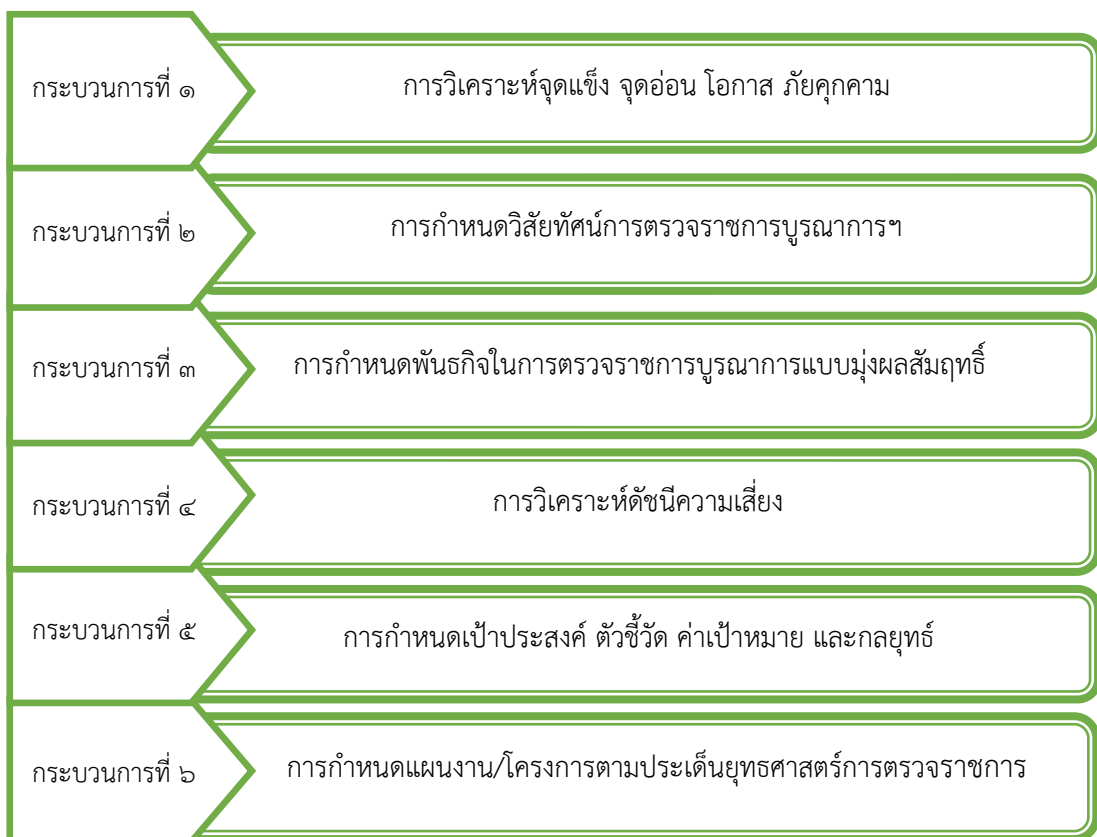 กระบวนการที่ ๑
การวิเคราะห์จุดแข็ง จุดอ่อน โอกาส ภัยคุกคาม
กระบวนการที่ ๒
การกำหนดวิสัยทัศน์การตรวจราชการบูรณาการฯ
กระบวนการที่ ๓
การกำหนดพันธกิจในการตรวจราชการบูรณาการแบบมุ่งผลสัมฤทธิ์
กระบวนการที่ ๔
การวิเคราะห์ดัชนีความเสี่ยง
กระบวนการที่ ๕
การกำหนดเป้าประสงค์ ตัวชี้วัด ค่าเป้าหมาย และกลยุทธ์
กระบวนการที่ ๖
การกำหนดแผนงาน/โครงการตามประเด็นยุทธศาสตร์การตรวจราชการ